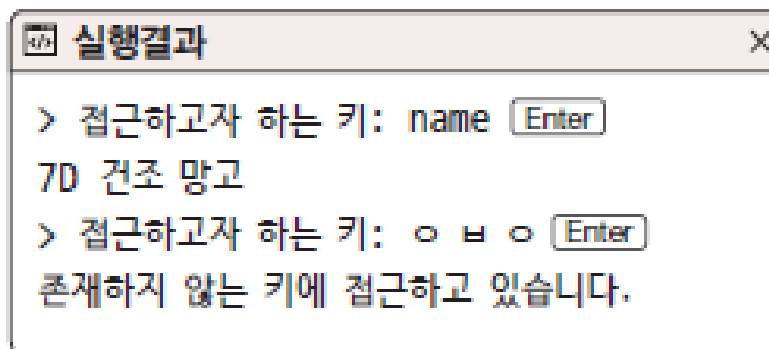 실행결과
> 접근하고자 하는 키: name Enter
7D 건조 망고
> 접근하고자 하는 키: ㅇㅂㅇ Enter
존재하지 않는 키에 접근하고 있습니다.